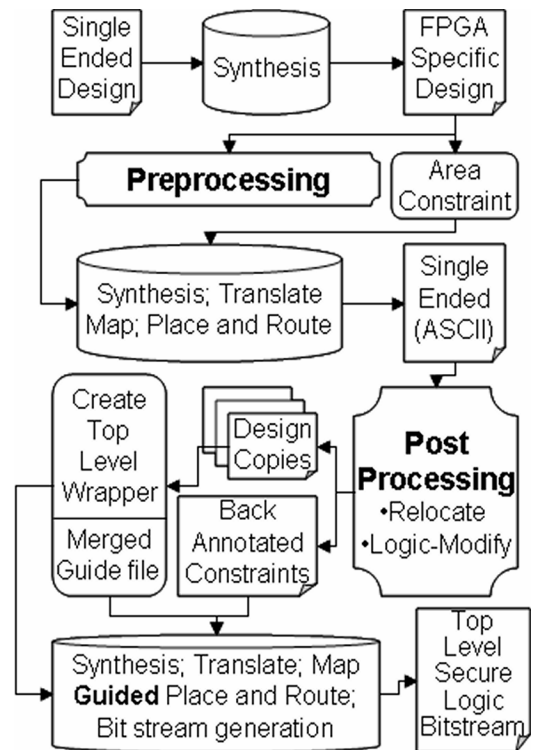 Single
Ended
Design
Synthesis
FPGA
Specific
Design
Preprocessing
Area
Constraint
Synthesis; Translate
Map; Place and Route
Single
Ended
(ASCII)
Create
Top
Level
Wrapper
Merged
Guide file
Design
Copies
Back
Annotated
Constraints
Post
Processing
•Relocate
•Logic-Modify
Synthesis; Translate; Map
Guided Place and Route;
Bit stream generation
Top
Level
Secure
Logic
Bitstream